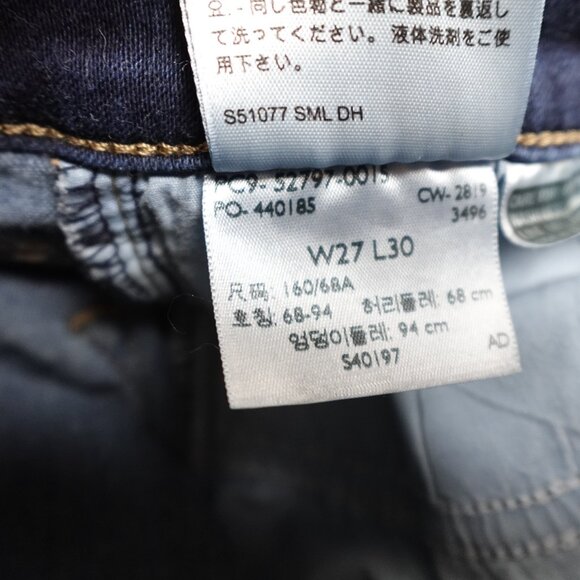 요. - 同じ色物と一緒に製品を裏返し
て洗ってください。液体洗剤をご使
用下さい。
S51077 SML DH
PC9- 52797-0015
PO- 440185
CW- 2819
3496
W27 L30
尺码: 160/68A
호칭: 68-94 허리둘레: 68 cm
엉덩이둘레: 94 cm
S40197
AD